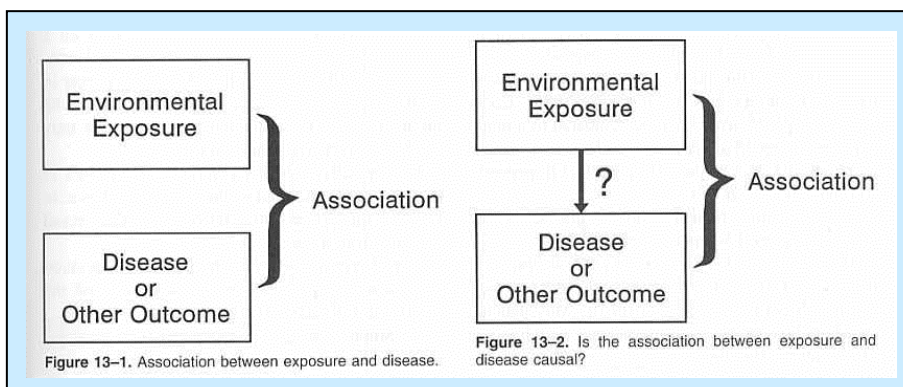 Environmental
Exposure
Association
Disease
or
Other Outcome
Figure 13–1. Association between exposure and disease.
Environmental
Exposure
?
Association
Disease
or
Other Outcome
Figure 13–2. Is the association between exposure and
disease causal?